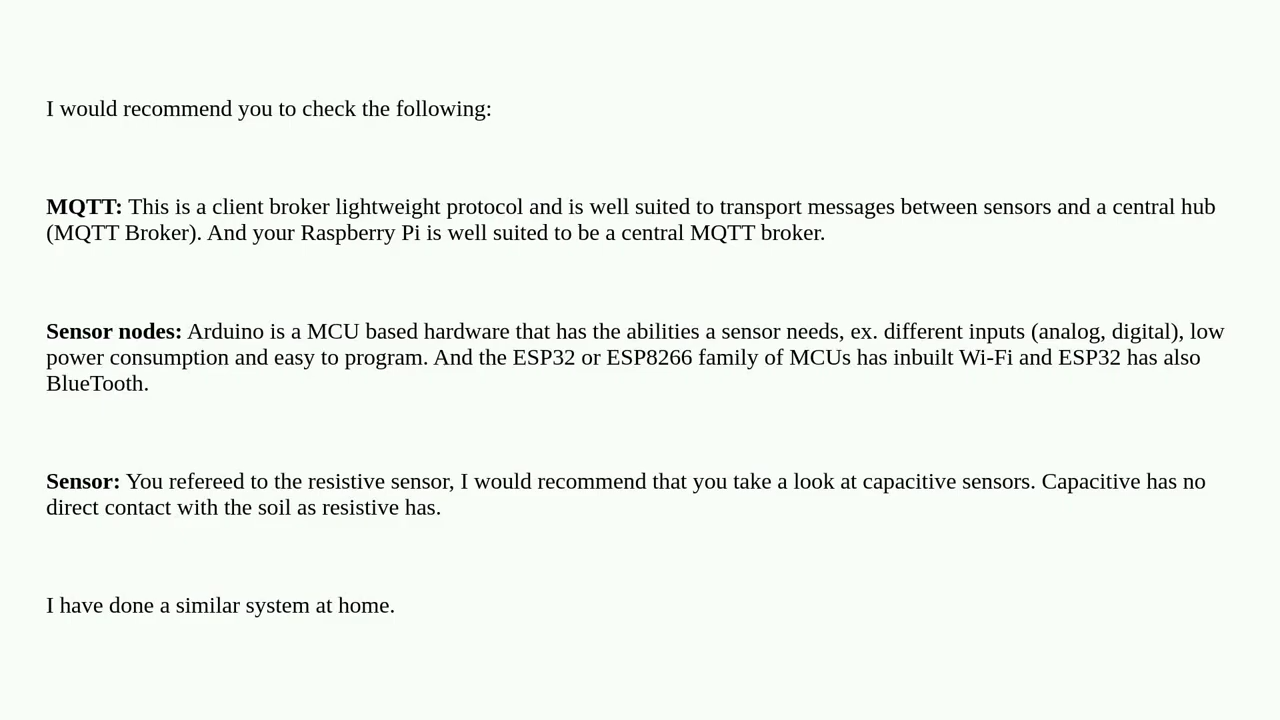 I would recommend you to check the following:
MQTT: This is a client broker lightweight protocol and is well suited to transport messages between sensors and a central hub
(MQTT Broker). And your Raspberry Pi is well suited to be a central MQTT broker.
Sensor nodes: Arduino is a MCU based hardware that has the abilities a sensor needs, ex. different inputs (analog, digital), low
power consumption and easy to program. And the ESP32 or ESP8266 family of MCUs has inbuilt Wi-Fi and ESP32 has also
BlueTooth.
Sensor: You refereed to the resistive sensor, I would recommend that you take a look at capacitive sensors. Capacitive has no
direct contact with the soil as resistive has.
I have done a similar system at home.